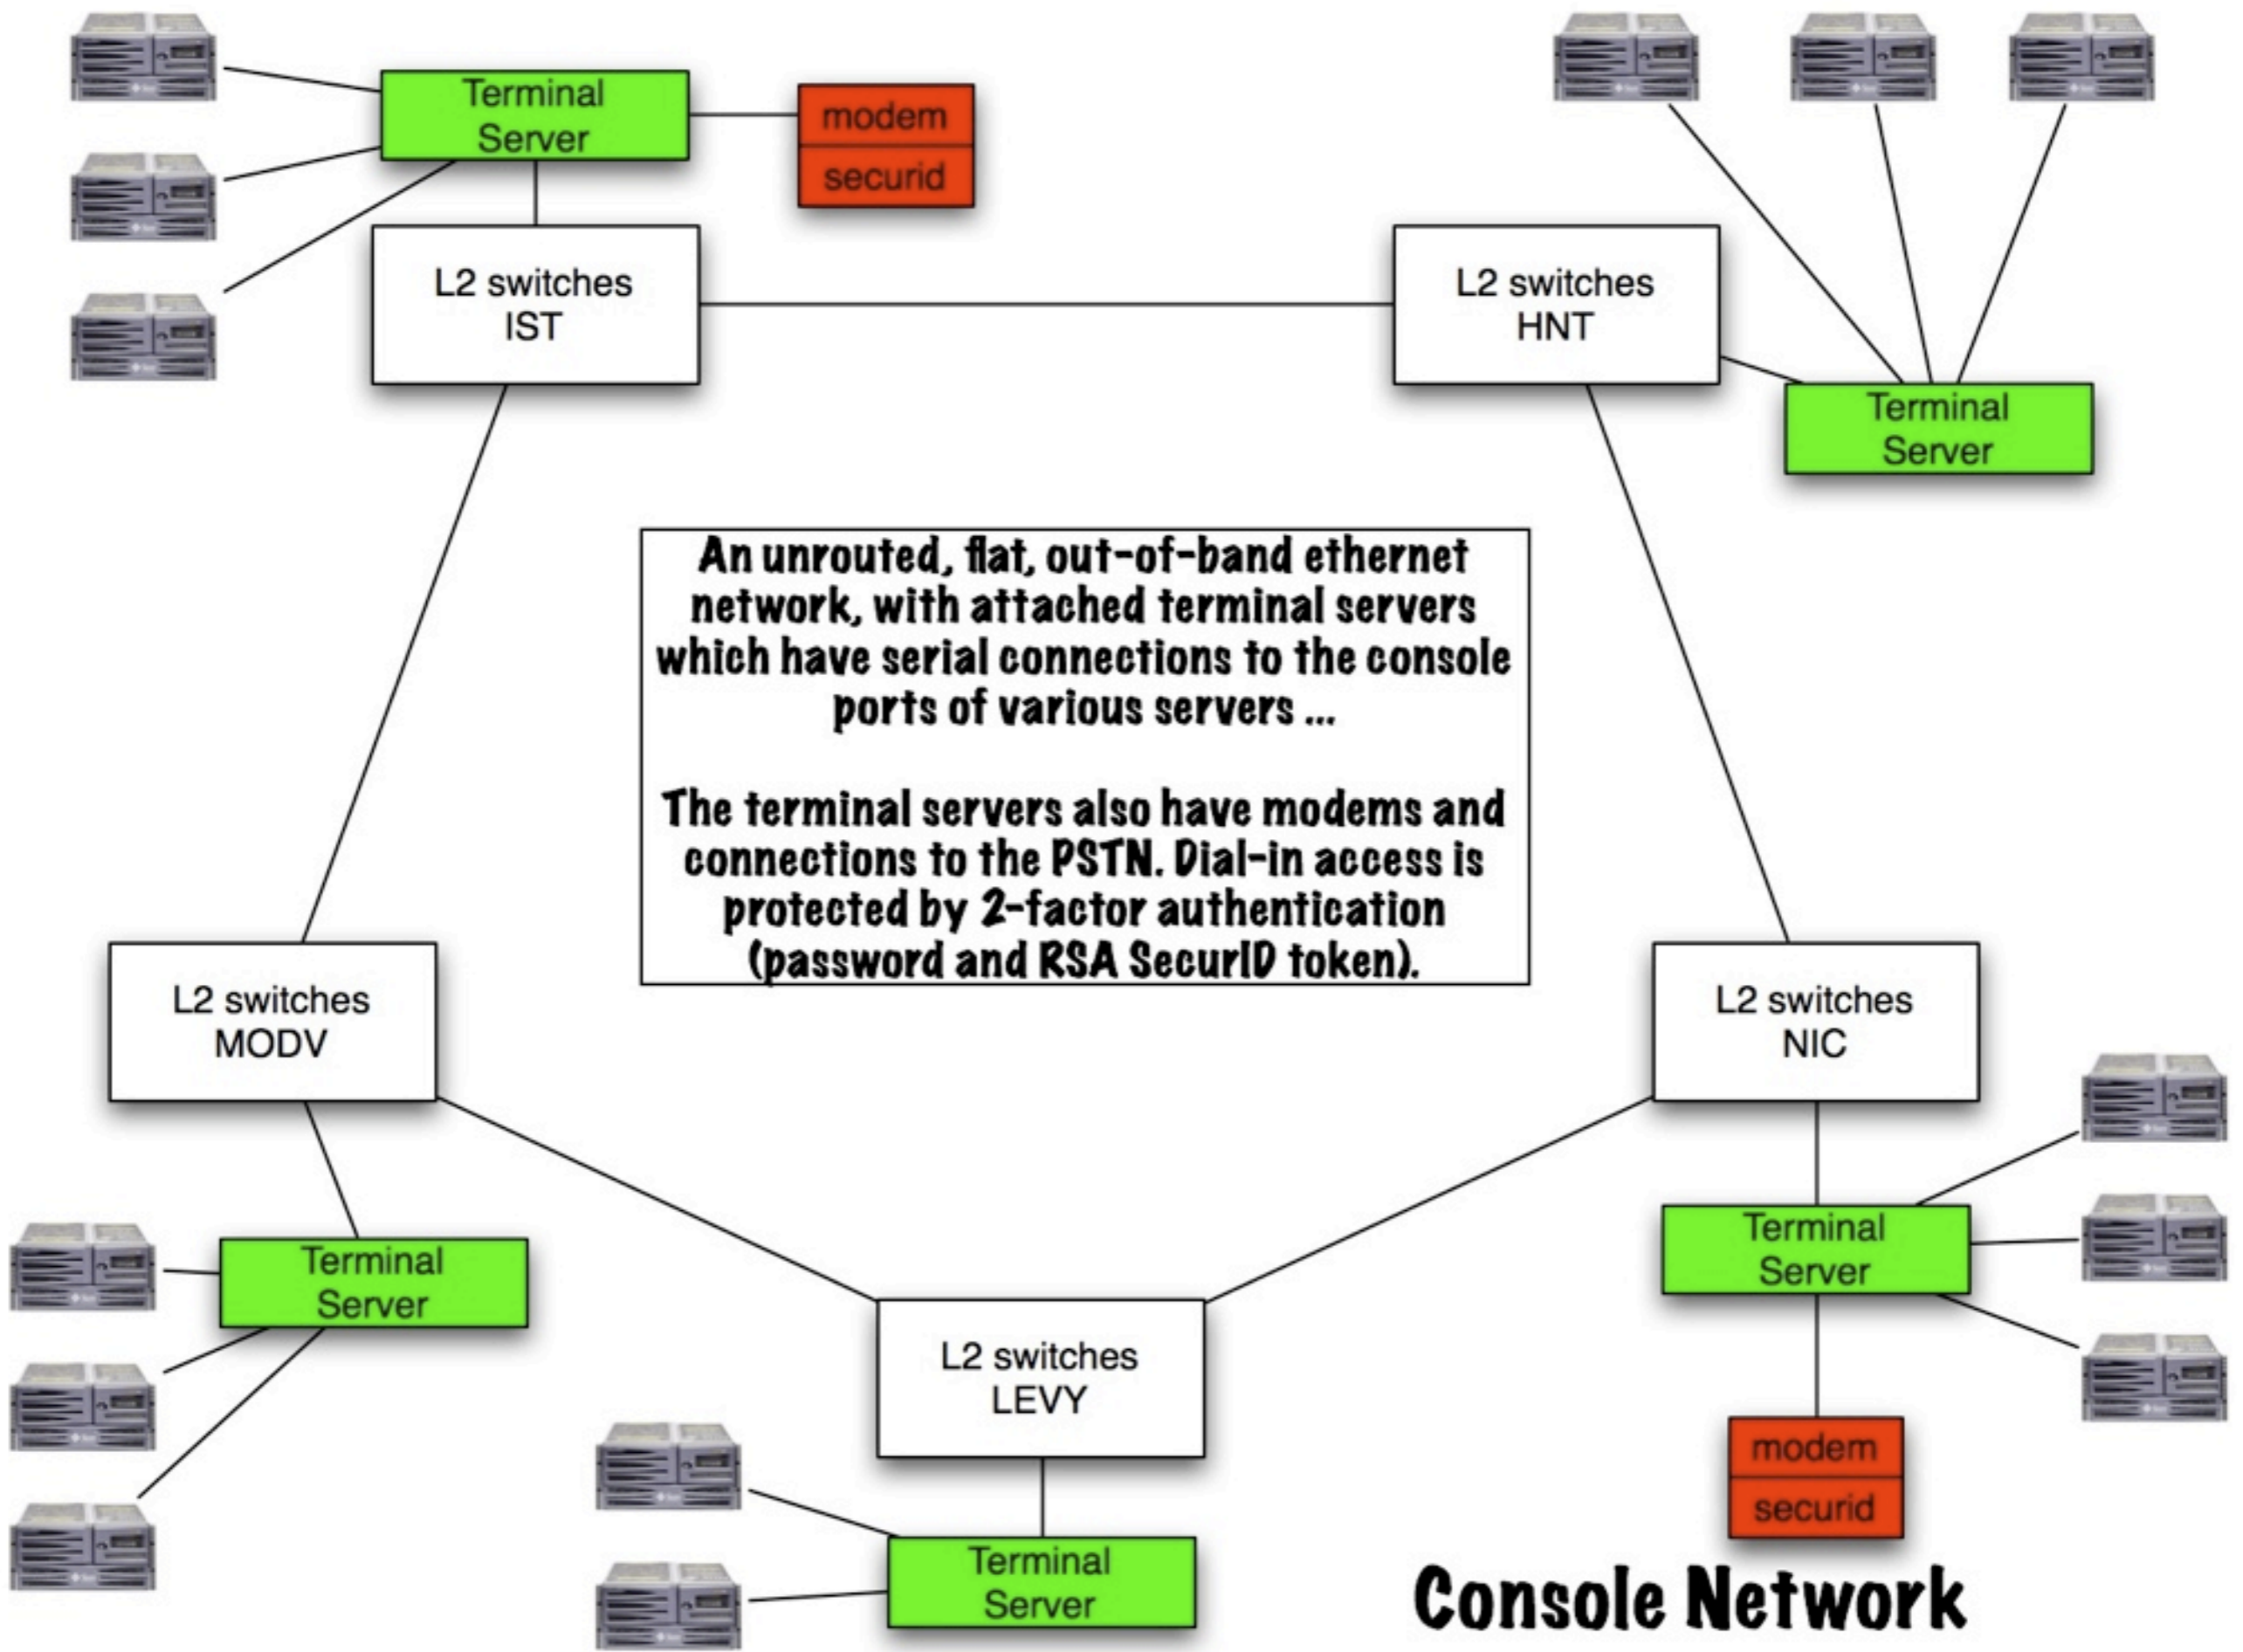 Terminal
Server
modem
securid
L2 switches
IST
L2 switches
HNT
Terminal
Server
An unrouted, flat, out-of-band ethernet
network, with attached terminal servers
which have serial connections to the console
ports of various servers ...
The terminal servers also have modems and
connections to the PSTN. Dial-in access is
protected by 2-factor authentication
(password and RSA SecurID token).
L2 switches
MODV
L2 switches
NIC
Terminal
Server
Terminal
Server
L2 switches
LEVY
modem
securid
Terminal
Server
Console Network